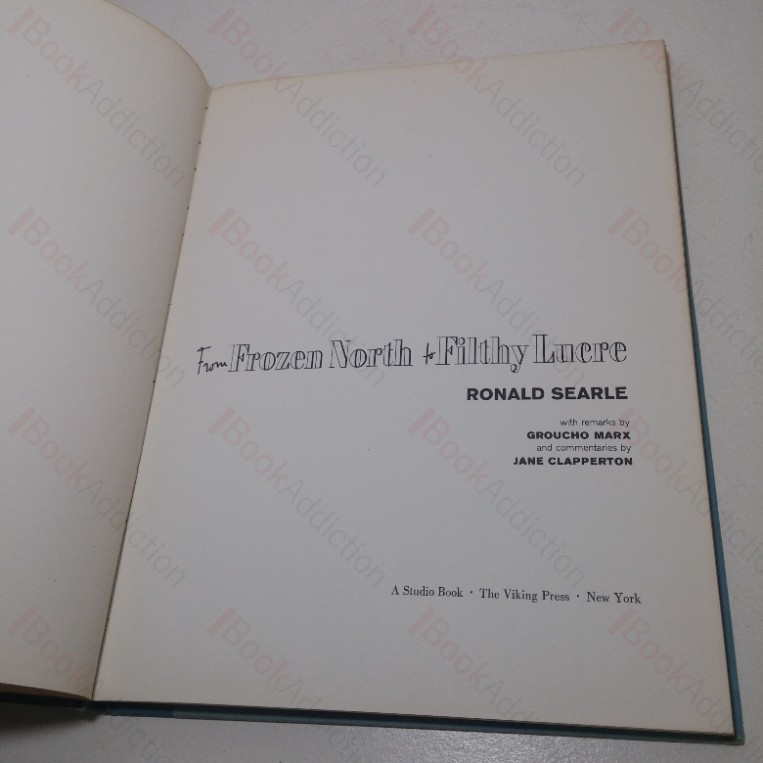 From Frozen North to Filthy Lucre
RONALD SEARLE
with remarks by
GROUCHO MARX
and commentaries by
JANE CLAPPERTON
A Studio Book · The Viking Press · New York
BookAddiction